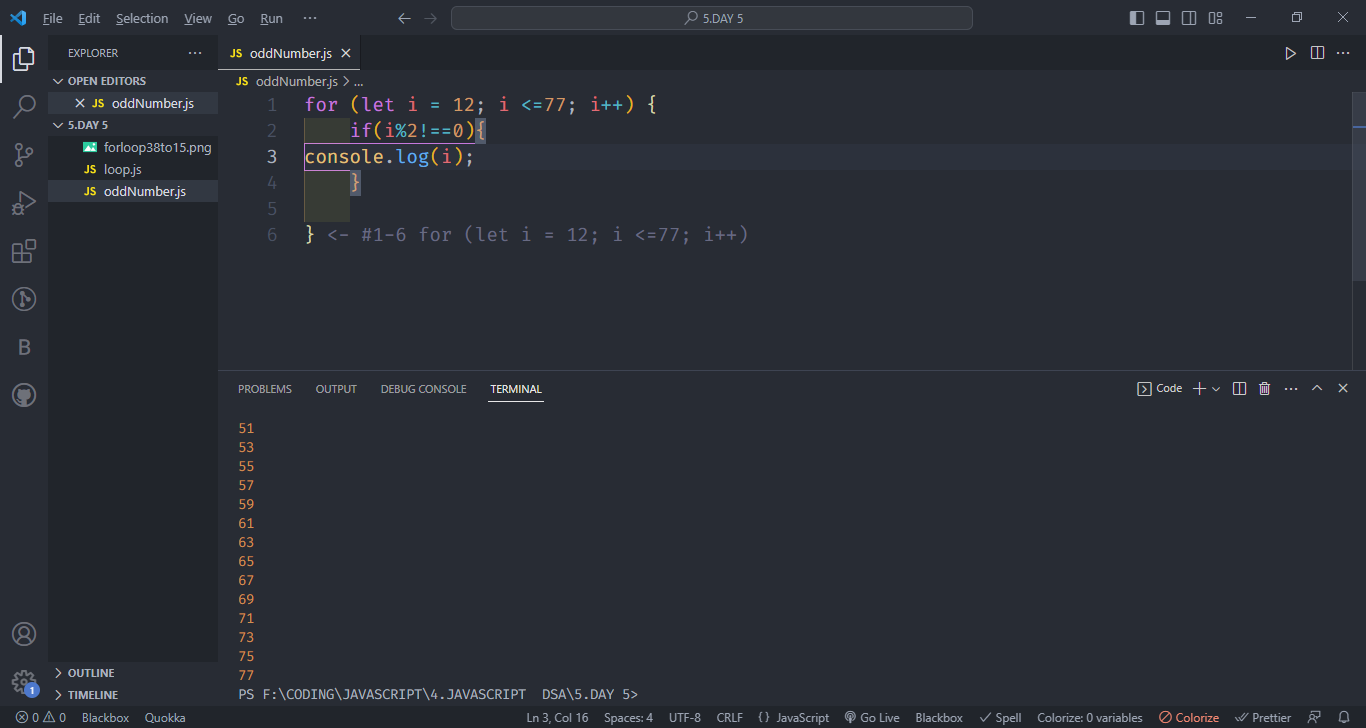 File Edit Selection View Go Run ··· 5.DAY 5
EXPLORER ···
OPEN EDITORS
JS oddNumber.js
5.DAY 5
forloop38to15.png
JS loop.js
JS oddNumber.js
OUTLINE
TIMELINE
JS oddNumber.js
JS oddNumber.js > ...
1 for (let i = 12; i <=77; i++) {
2 if(i%2!==0){
3 console.log(i);
4 }
5
6 } <- #1-6 for (let i = 12; i <=77; i++)
PROBLEMS OUTPUT DEBUG CONSOLE TERMINAL Code
51
53
55
57
59
61
63
65
67
69
71
73
75
77
PS F:\CODING\JAVASCRIPT\4.JAVASCRIPT  DSA\5.DAY 5>
B
1
0 0 Blackbox Quokka Ln 3, Col 16 Spaces: 4 UTF-8 CRLF {} JavaScript Go Live Blackbox Spell Colorize: 0 variables Colorize Prettier